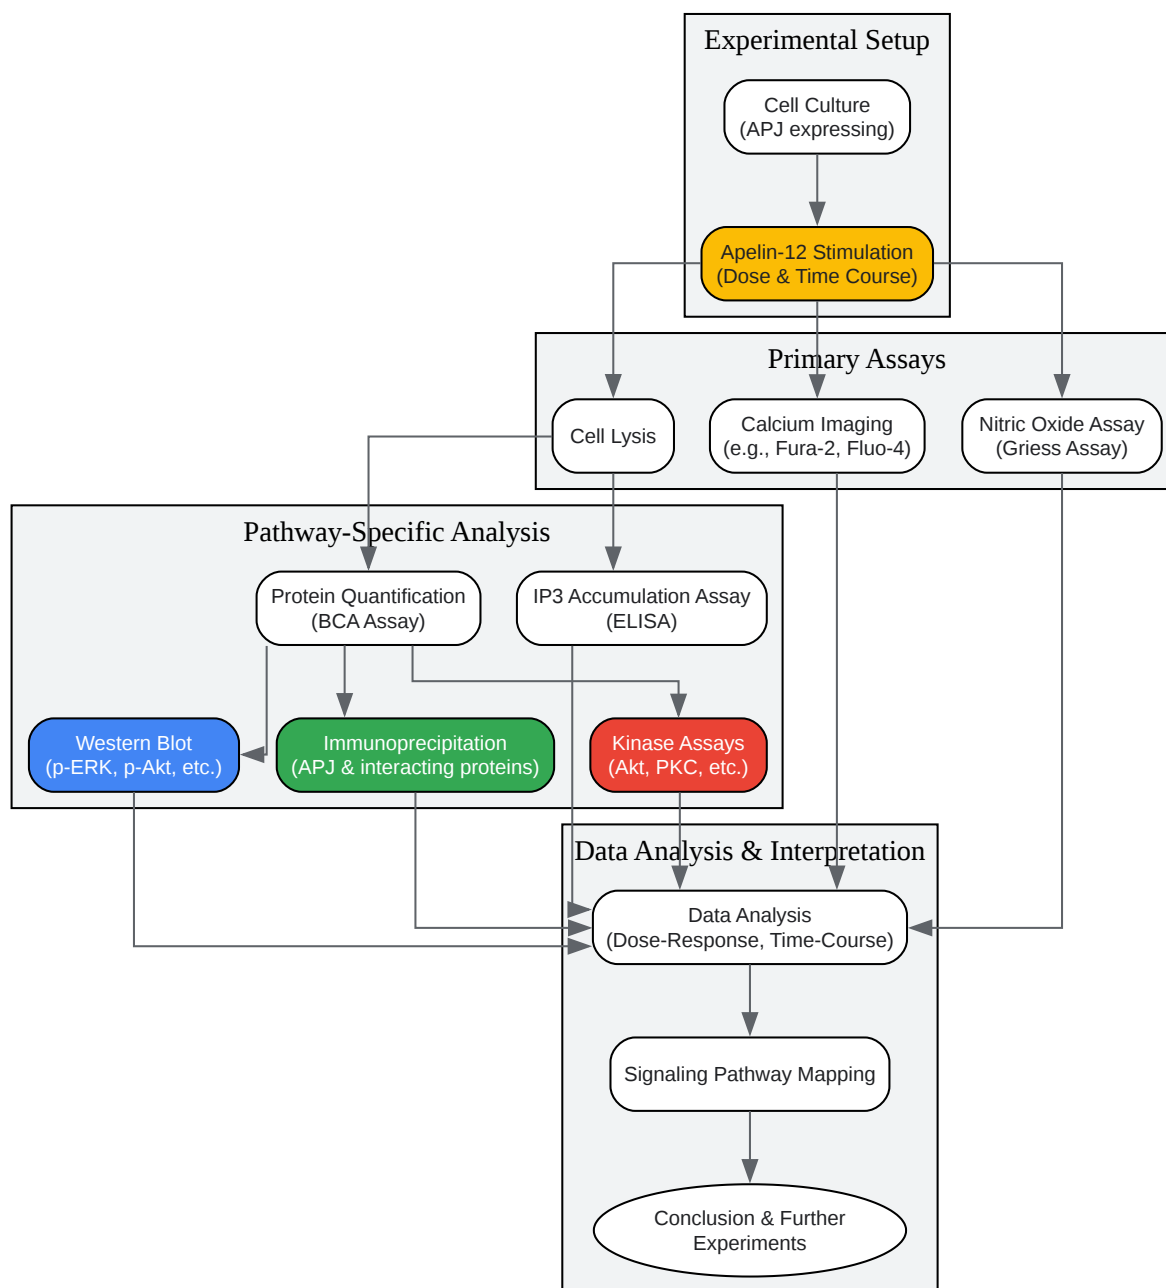 Experimental Setup
Cell Culture
(APJ expressing)
Apelin-12 Stimulation
(Dose & Time Course)
Primary Assays
Cell Lysis
Calcium Imaging
(e.g., Fura-2, Fluo-4)
Nitric Oxide Assay
(Griess Assay)
Pathway-Specific Analysis
Protein Quantification
(BCA Assay)
IP3 Accumulation Assay
(ELISA)
Western Blot
(p-ERK, p-Akt, etc.)
Immunoprecipitation
(APJ & interacting proteins)
Kinase Assays
(Akt, PKC, etc.)
Data Analysis & Interpretation
Data Analysis
(Dose-Response, Time-Course)
Signaling Pathway Mapping
Conclusion & Further
Experiments